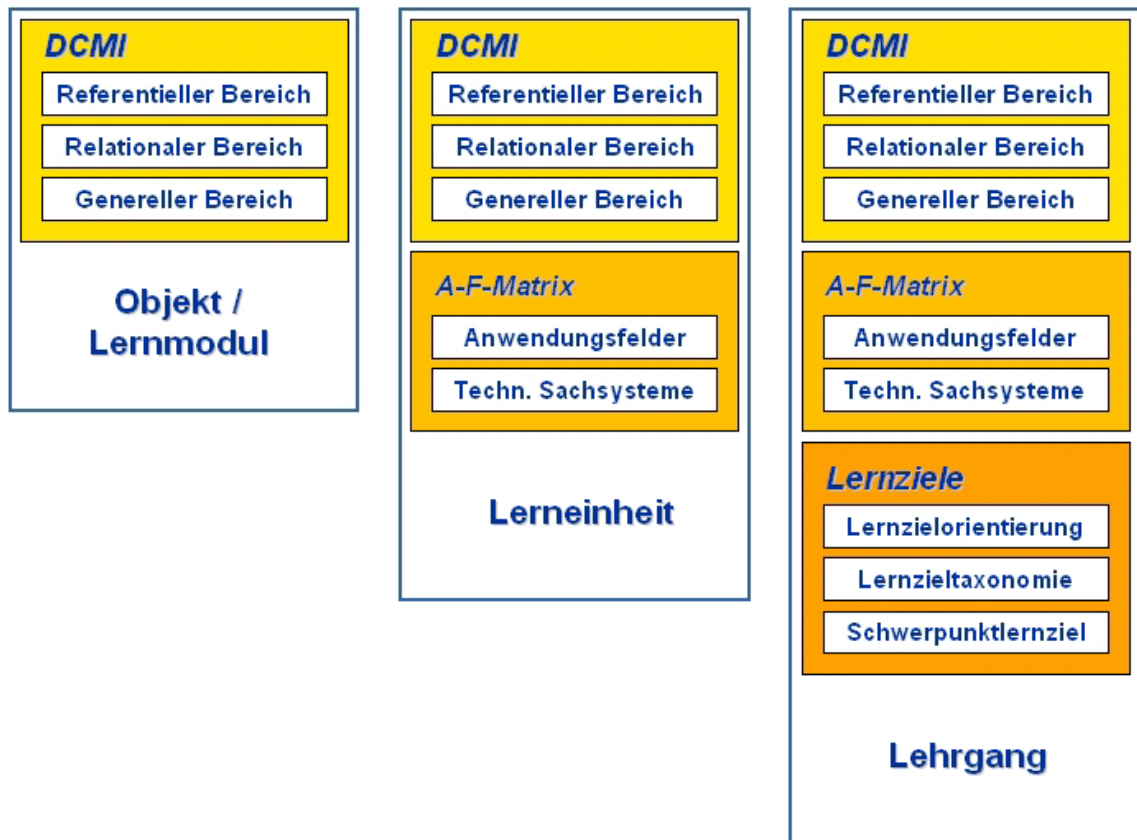 DCMI
Referentieller Bereich
Relationaler Bereich
Genereller Bereich
Objekt /
Lernmodul
DCMI
Referentieller Bereich
Relationaler Bereich
Genereller Bereich
A-F-Matrix
Anwendungsfelder
Techn. Sachsysteme
Lerneinheit
DCMI
Referentieller Bereich
Relationaler Bereich
Genereller Bereich
A-F-Matrix
Anwendungsfelder
Techn. Sachsysteme
Lernziele
Lernzielorientierung
Lernzieltaxonomie
Schwerpunktlernziel
Lehrgang